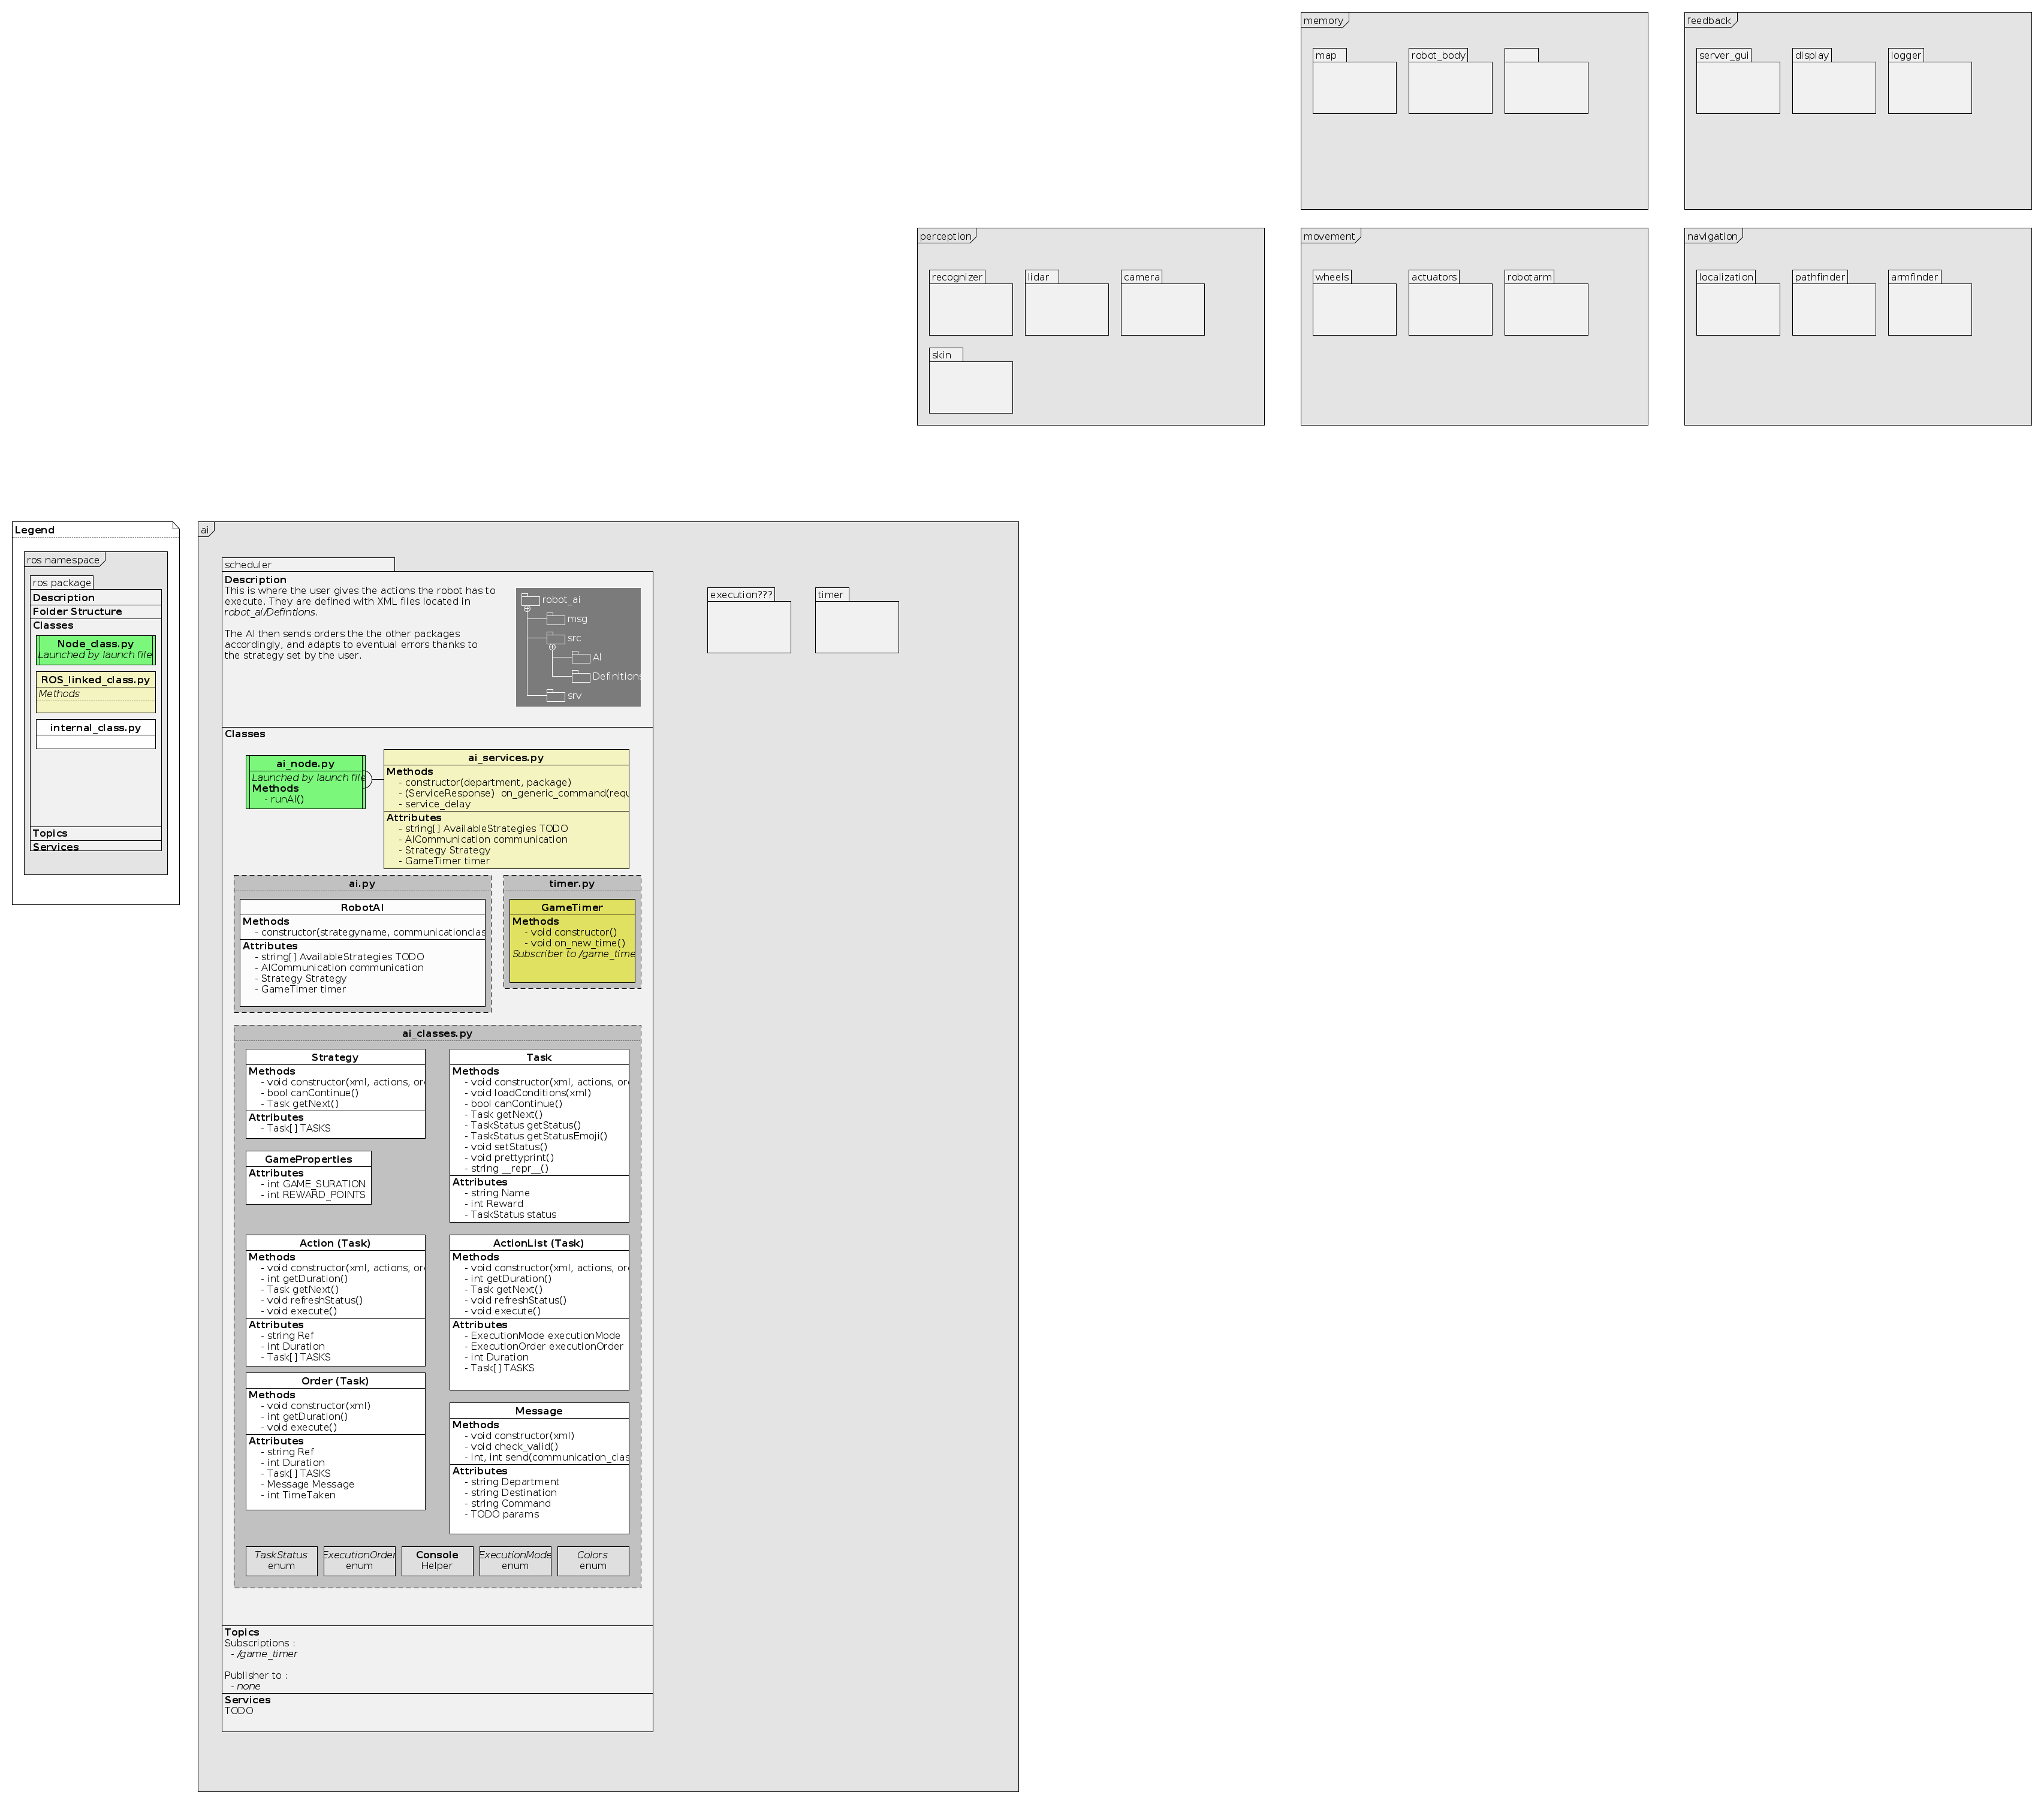 memory
map
robot_body
feedback
server_gui
display
logger
perception
recognizer
lidar
camera
skin
movement
wheels
actuators
robotarm
navigation
localization
pathfinder
armfinder
Legend
ros namespace
ros package
Description
Folder Structure
Classes
Node_class.py
Launched by launch file
ROS_linked_class.py
Methods
internal_class.py
Topics
Services
ai
scheduler
Description
This is where the user gives the actions the robot has to
execute. They are defined with XML files located in
robot_ai/Defintions.
The AI then sends orders the the other packages
accordingly, and adapts to eventual errors thanks to
the strategy set by the user.
robot_ai
msg
src
AI
Definitions
srv
execution???
timer
Classes
ai_node.py
Launched by launch file
Methods
- runAI()
ai_services.py
Methods
- constructor(department, package)
- (ServiceResponse)  on_generic_command(requ
- service_delay
Attributes
- string[] AvailableStrategies TODO
- AICommunication communication
- Strategy Strategy
- GameTimer timer
ai.py
RobotAI
Methods
- constructor(strategyname, communicationclas
Attributes
- string[] AvailableStrategies TODO
- AICommunication communication
- Strategy Strategy
- GameTimer timer
timer.py
GameTimer
Methods
- void constructor()
- void on_new_time()
Subscriber to /game_time
ai_classes.py
Strategy
Methods
- void constructor(xml, actions, ord
- bool canContinue()
- Task getNext()
Attributes
- Task[] TASKS
Task
Methods
- void constructor(xml, actions, ord
- void loadConditions(xml)
- bool canContinue()
- Task getNext()
- TaskStatus getStatus()
- TaskStatus getStatusEmoji()
- void setStatus()
- void prettyprint()
- string __repr__()
Attributes
- string Name
- int Reward
- TaskStatus status
GameProperties
Attributes
- int GAME_SURATION
- int REWARD_POINTS
Action (Task)
Methods
- void constructor(xml, actions, ord
- int getDuration()
- Task getNext()
- void refreshStatus()
- void execute()
Attributes
- string Ref
- int Duration
- Task[] TASKS
ActionList (Task)
Methods
- void constructor(xml, actions, ord
- int getDuration()
- Task getNext()
- void refreshStatus()
- void execute()
Attributes
- ExecutionMode executionMode
- ExecutionOrder executionOrder
- int Duration
- Task[] TASKS
Order (Task)
Methods
- void constructor(xml)
- int getDuration()
- void execute()
Attributes
- string Ref
- int Duration
- Task[] TASKS
- Message Message
- int TimeTaken
Message
Methods
- void constructor(xml)
- void check_valid()
- int, int send(communication_clas
Attributes
- string Department
- string Destination
- string Command
- TODO params
TaskStatus
enum
ExecutionOrder
enum
Console
Helper
ExecutionMode
enum
Colors
enum
Topics
Subscriptions :
- /game_timer
Publisher to :
- none
Services
TODO